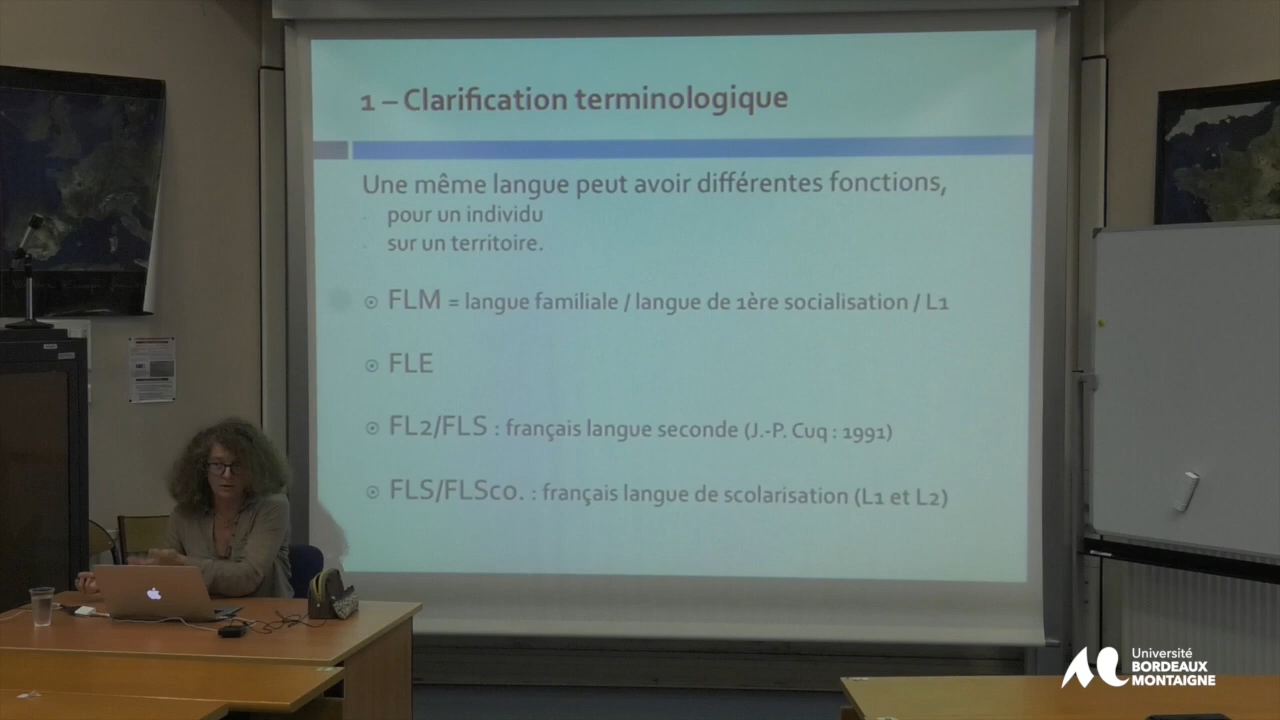 1 – Clarification terminologique
Une même langue peut avoir différentes fonctions,
- pour un individu
- sur un territoire.
FLM = langue familiale / langue de 1ère socialisation / L1
FLE
FL2/FLS : français langue seconde (J.-P. Cuq : 1991)
FLS/FLSco. : français langue de scolarisation (L1 et L2)
Université
BORDEAUX
MONTAIGNE